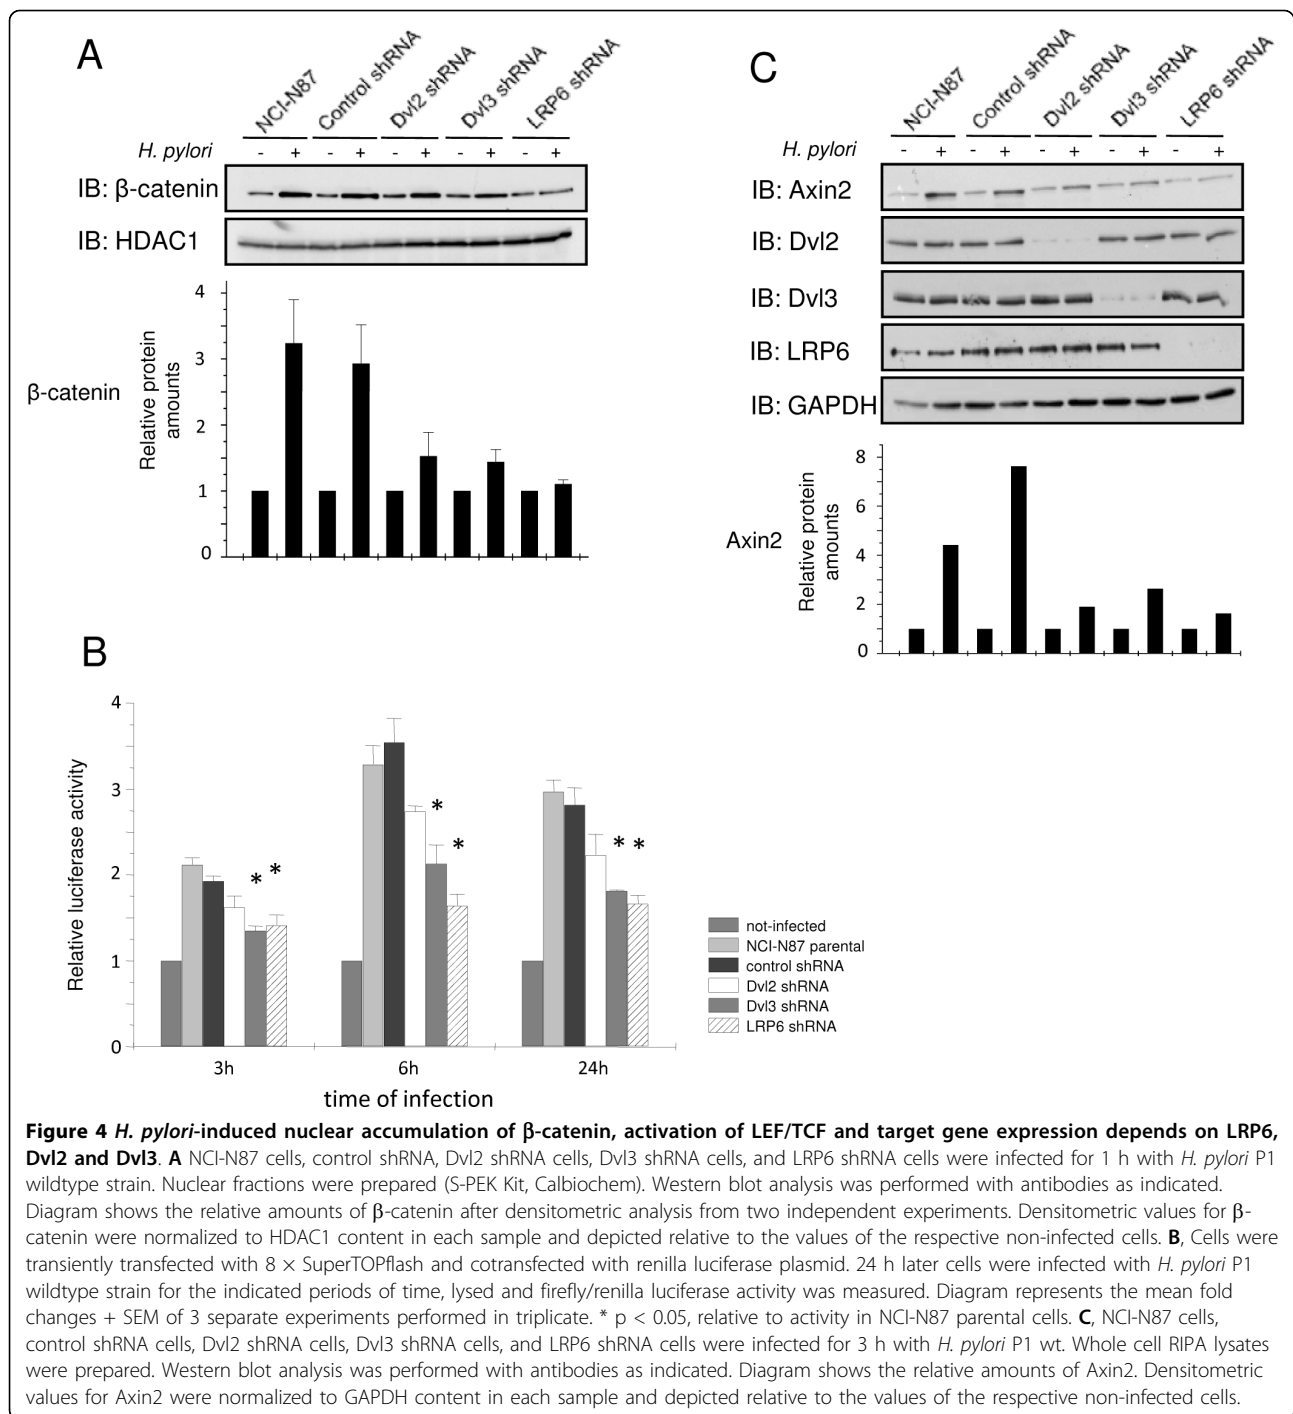 A
NCI-N87
Control shRNA
Dvl2 shRNA
Dvl3 shRNA
LRP6 shRNA
H. pylori - + - + - + - + - +
IB: β-catenin
IB: HDAC1
β-catenin
Relative protein
amounts
4
3
2
1
0
B
Relative luciferase activity
4
3
2
1
0
* *
*
*
* *
3h 6h 24h
time of infection
not-infected
NCI-N87 parental
control shRNA
Dvl2 shRNA
Dvl3 shRNA
LRP6 shRNA
C
NCI-N87
Control shRNA
Dvl2 shRNA
Dvl3 shRNA
LRP6 shRNA
H. pylori - + - + - + - + - +
IB: Axin2
IB: Dvl2
IB: Dvl3
IB: LRP6
IB: GAPDH
Axin2
Relative protein
amounts
8
6
4
2
0
Figure 4 H. pylori-induced nuclear accumulation of β-catenin, activation of LEF/TCF and target gene expression depends on LRP6,
Dvl2 and Dvl3. A NCI-N87 cells, control shRNA, Dvl2 shRNA cells, Dvl3 shRNA cells, and LRP6 shRNA cells were infected for 1 h with H. pylori P1
wildtype strain. Nuclear fractions were prepared (S-PEK Kit, Calbiochem). Western blot analysis was performed with antibodies as indicated.
Diagram shows the relative amounts of β-catenin after densitometric analysis from two independent experiments. Densitometric values for β-
catenin were normalized to HDAC1 content in each sample and depicted relative to the values of the respective non-infected cells. B, Cells were
transiently transfected with 8 × SuperTOPflash and cotransfected with renilla luciferase plasmid. 24 h later cells were infected with H. pylori P1
wildtype strain for the indicated periods of time, lysed and firefly/renilla luciferase activity was measured. Diagram represents the mean fold
changes + SEM of 3 separate experiments performed in triplicate. * p < 0.05, relative to activity in NCI-N87 parental cells. C, NCI-N87 cells,
control shRNA cells, Dvl2 shRNA cells, Dvl3 shRNA cells, and LRP6 shRNA cells were infected for 3 h with H. pylori P1 wt. Whole cell RIPA lysates
were prepared. Western blot analysis was performed with antibodies as indicated. Diagram shows the relative amounts of Axin2. Densitometric
values for Axin2 were normalized to GAPDH content in each sample and depicted relative to the values of the respective non-infected cells.